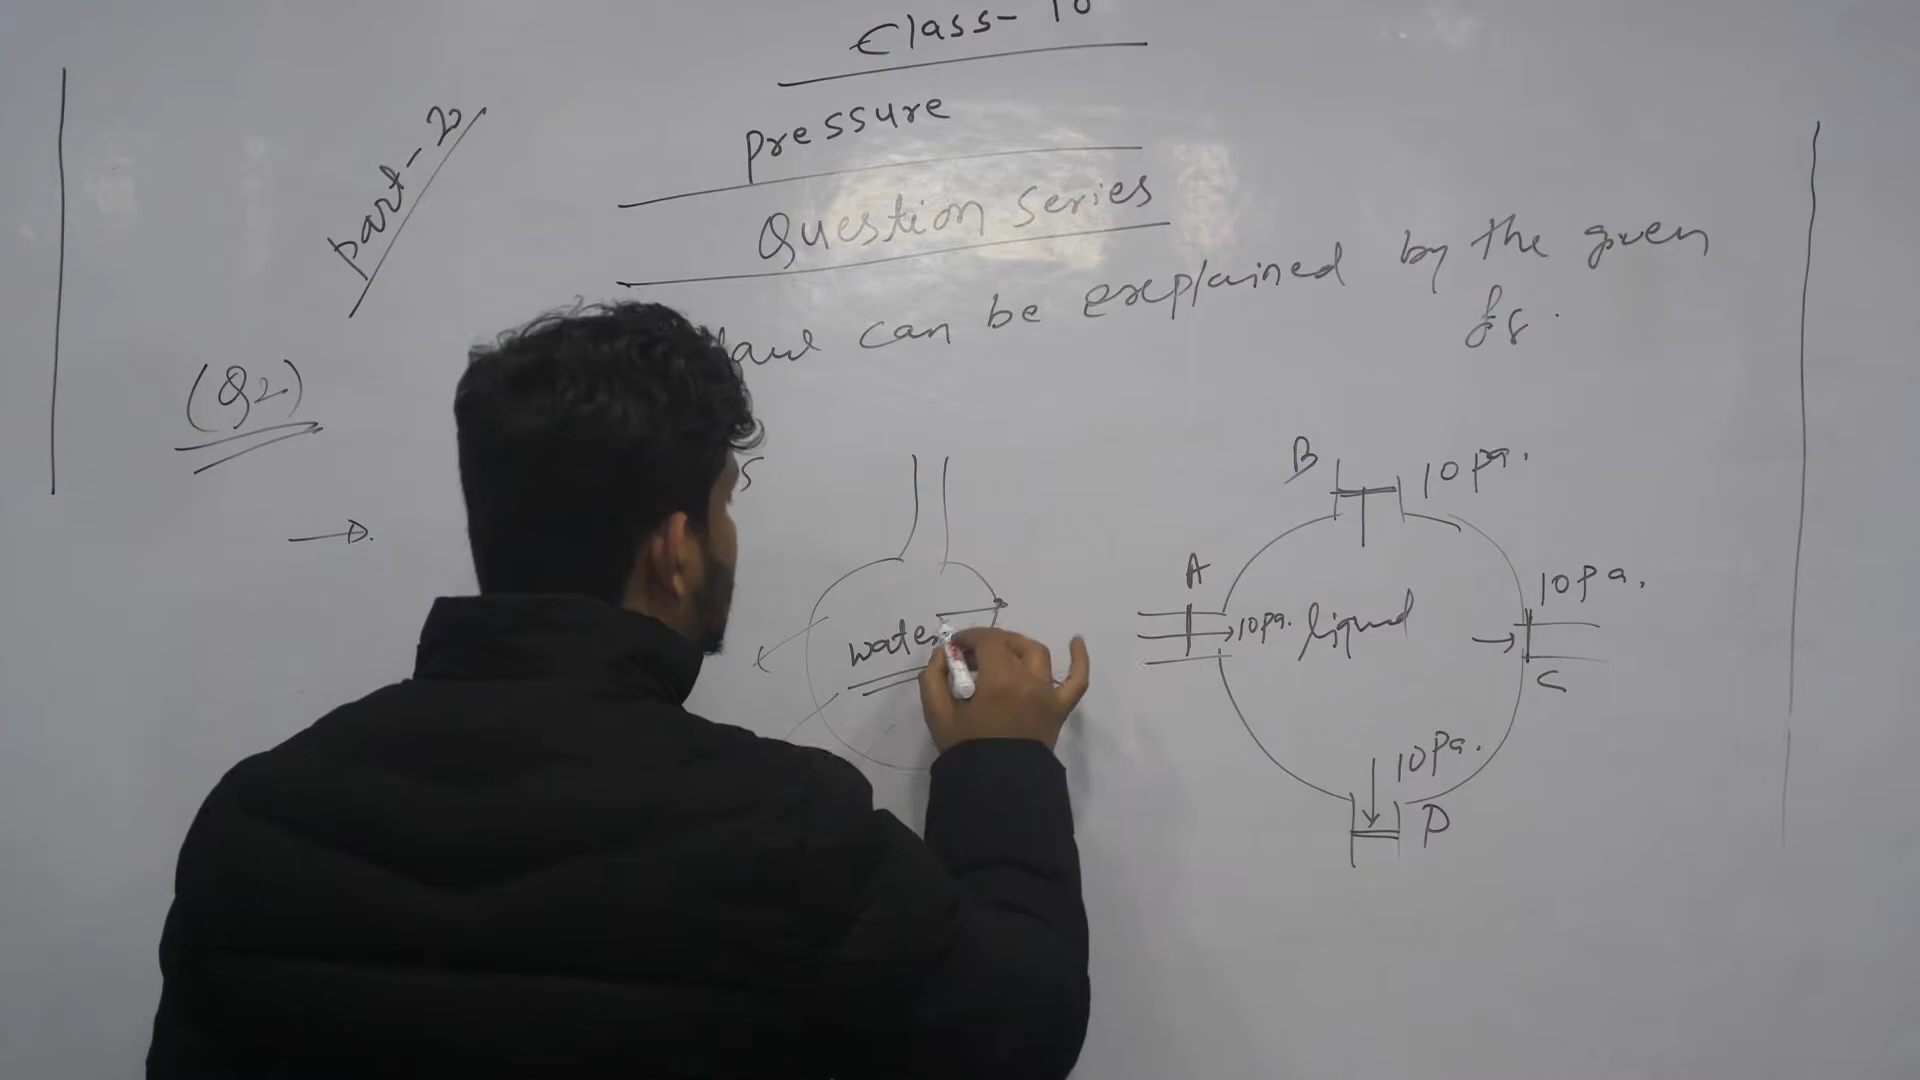 Class- 10
pressure
Question series
part-2
law can be explained by the given
fig.
(Q2)
s
B
10 pa.
A
10 pa.
10 pa.
liquid
water
C
10 pa.
D